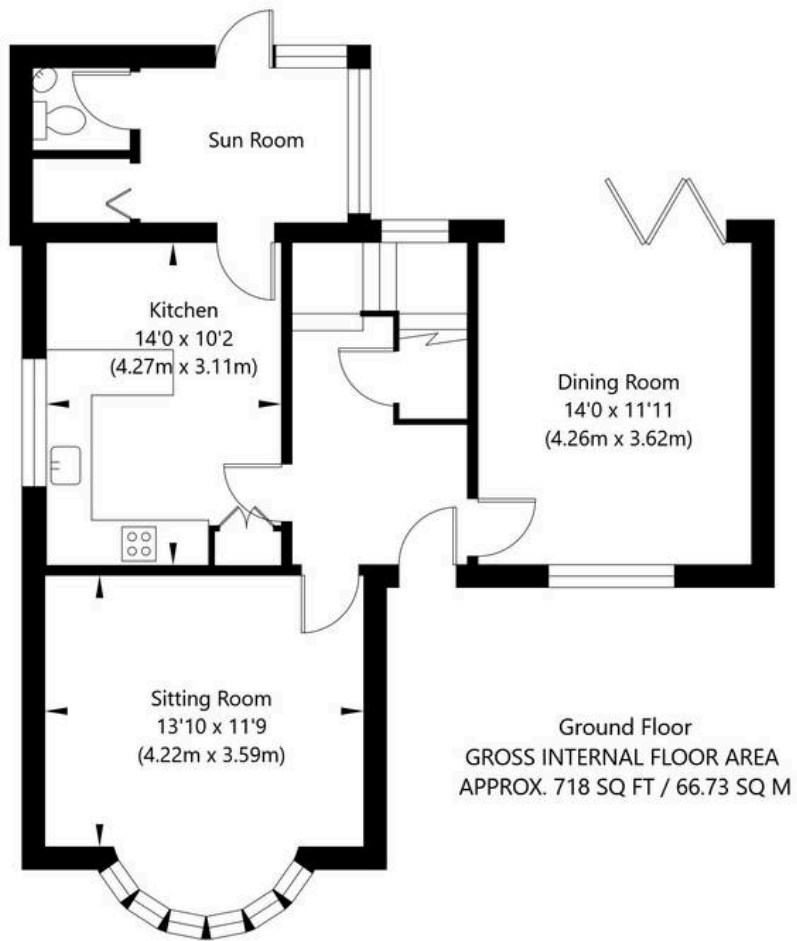 Sun Room
Kitchen
14'0 x 10'2
(4.27m x 3.11m)
Dining Room
14'0 x 11'11
(4.26m x 3.62m)
Sitting Room
13'10 x 11'9
(4.22m x 3.59m)
Ground Floor
GROSS INTERNAL FLOOR AREA
APPROX. 718 SQ FT / 66.73 SQ M